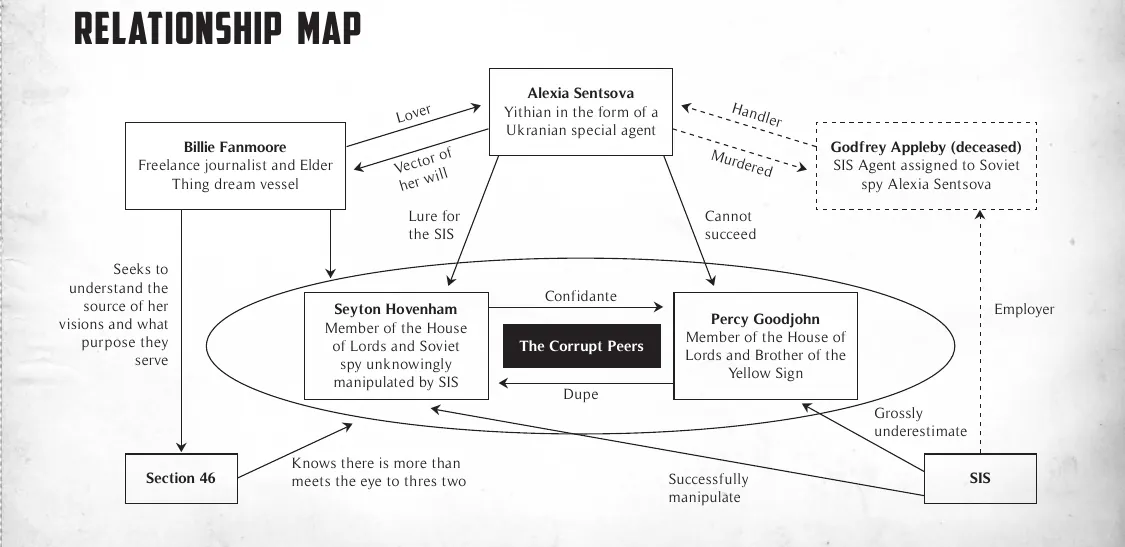 RELATIONSHIP MAP
Alexia Sentsova
Yithian in the form of a
Ukranian special agent
Lover
Handler
Billie Fanmoore
Freelance journalist and Elder
Thing dream vessel
Vector of
her will
Murdered
Godfrey Appleby (deceased)
SIS Agent assigned to Soviet
spy Alexia Sentsova
Lure for
the SIS
Cannot
succeed
Seeks to
understand the
source of her
visions and what
purpose they
serve
Seyton Hovenham
Member of the House
of Lords and Soviet
spy unknowingly
manipulated by SIS
Confidante
The Corrupt Peers
Dupe
Percy Goodjohn
Member of the House of
Lords and Brother of the
Yellow Sign
Employer
Grossly
underestimate
Section 46
Knows there is more than
meets the eye to thres two
Successfully
manipulate
SIS